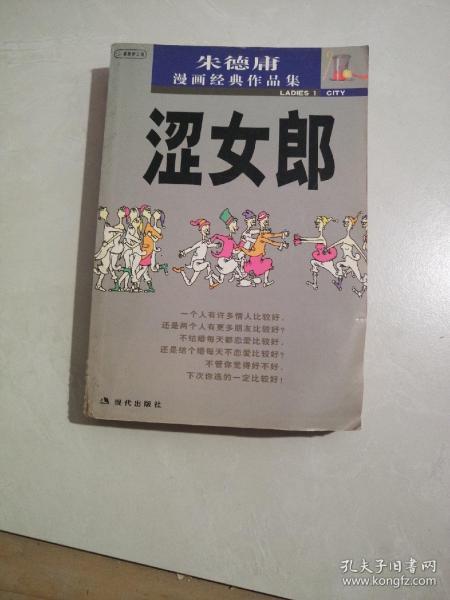 朱德庸
漫画经典作品集
LADIES 1 CITY
涩女郎
一个人有许多情人比较好，
还是两个人有更多朋友比较好？
不结婚每天都恋爱比较好，
还是结个婚每天不恋爱比较好？
不管你觉得好不好，
下次你选的一定比较好！
现代出版社
孔夫子旧书网
www.kongfz.com